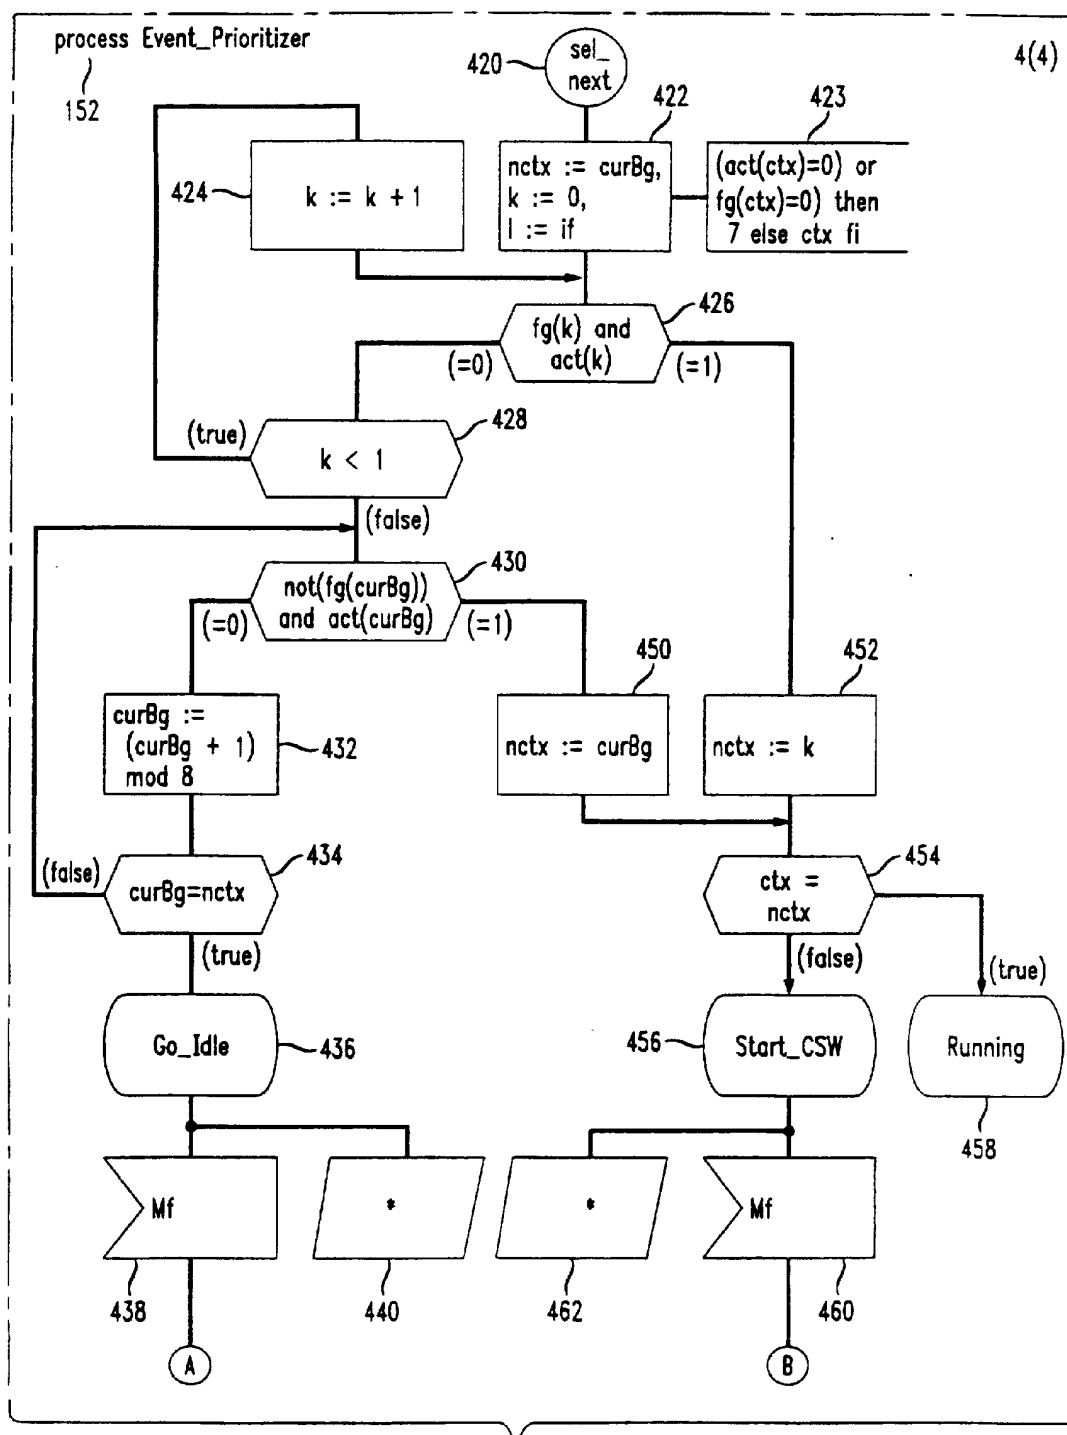 process Event_Prioritizer
152
4(4)
420
sel_
next
422
423
424
k := k + 1
nctx := curBg,
k := 0,
l := if
(act(ctx)=0) or
fg(ctx)=0) then
7 else ctx fi
426
fg(k) and
act(k)
(=0)
(=1)
428
(true)
k < 1
(false)
430
not(fg(curBg))
and act(curBg)
(=0)
(=1)
450
452
curBg :=
(curBg + 1)
mod 8
432
nctx := curBg
nctx := k
434
(false)
curBg=nctx
454
ctx =
nctx
(true)
(false)
(true)
Go_Idle
436
456
Start_CSW
Running
458
Mf
*
*
Mf
438
440
462
460
A
B